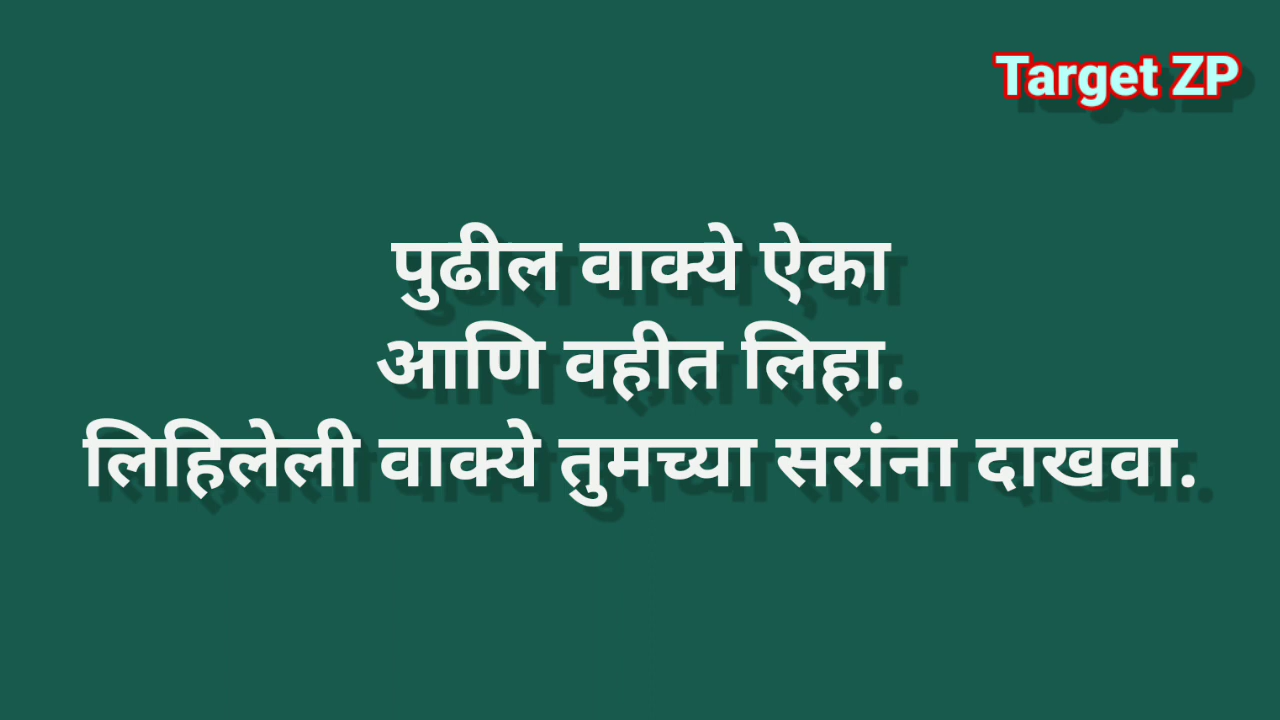 Target ZP
पुढील वाक्ये ऐका
आणि वहीत लिहा.
लिहिलेली वाक्ये तुमच्या सरांना दाखवा.